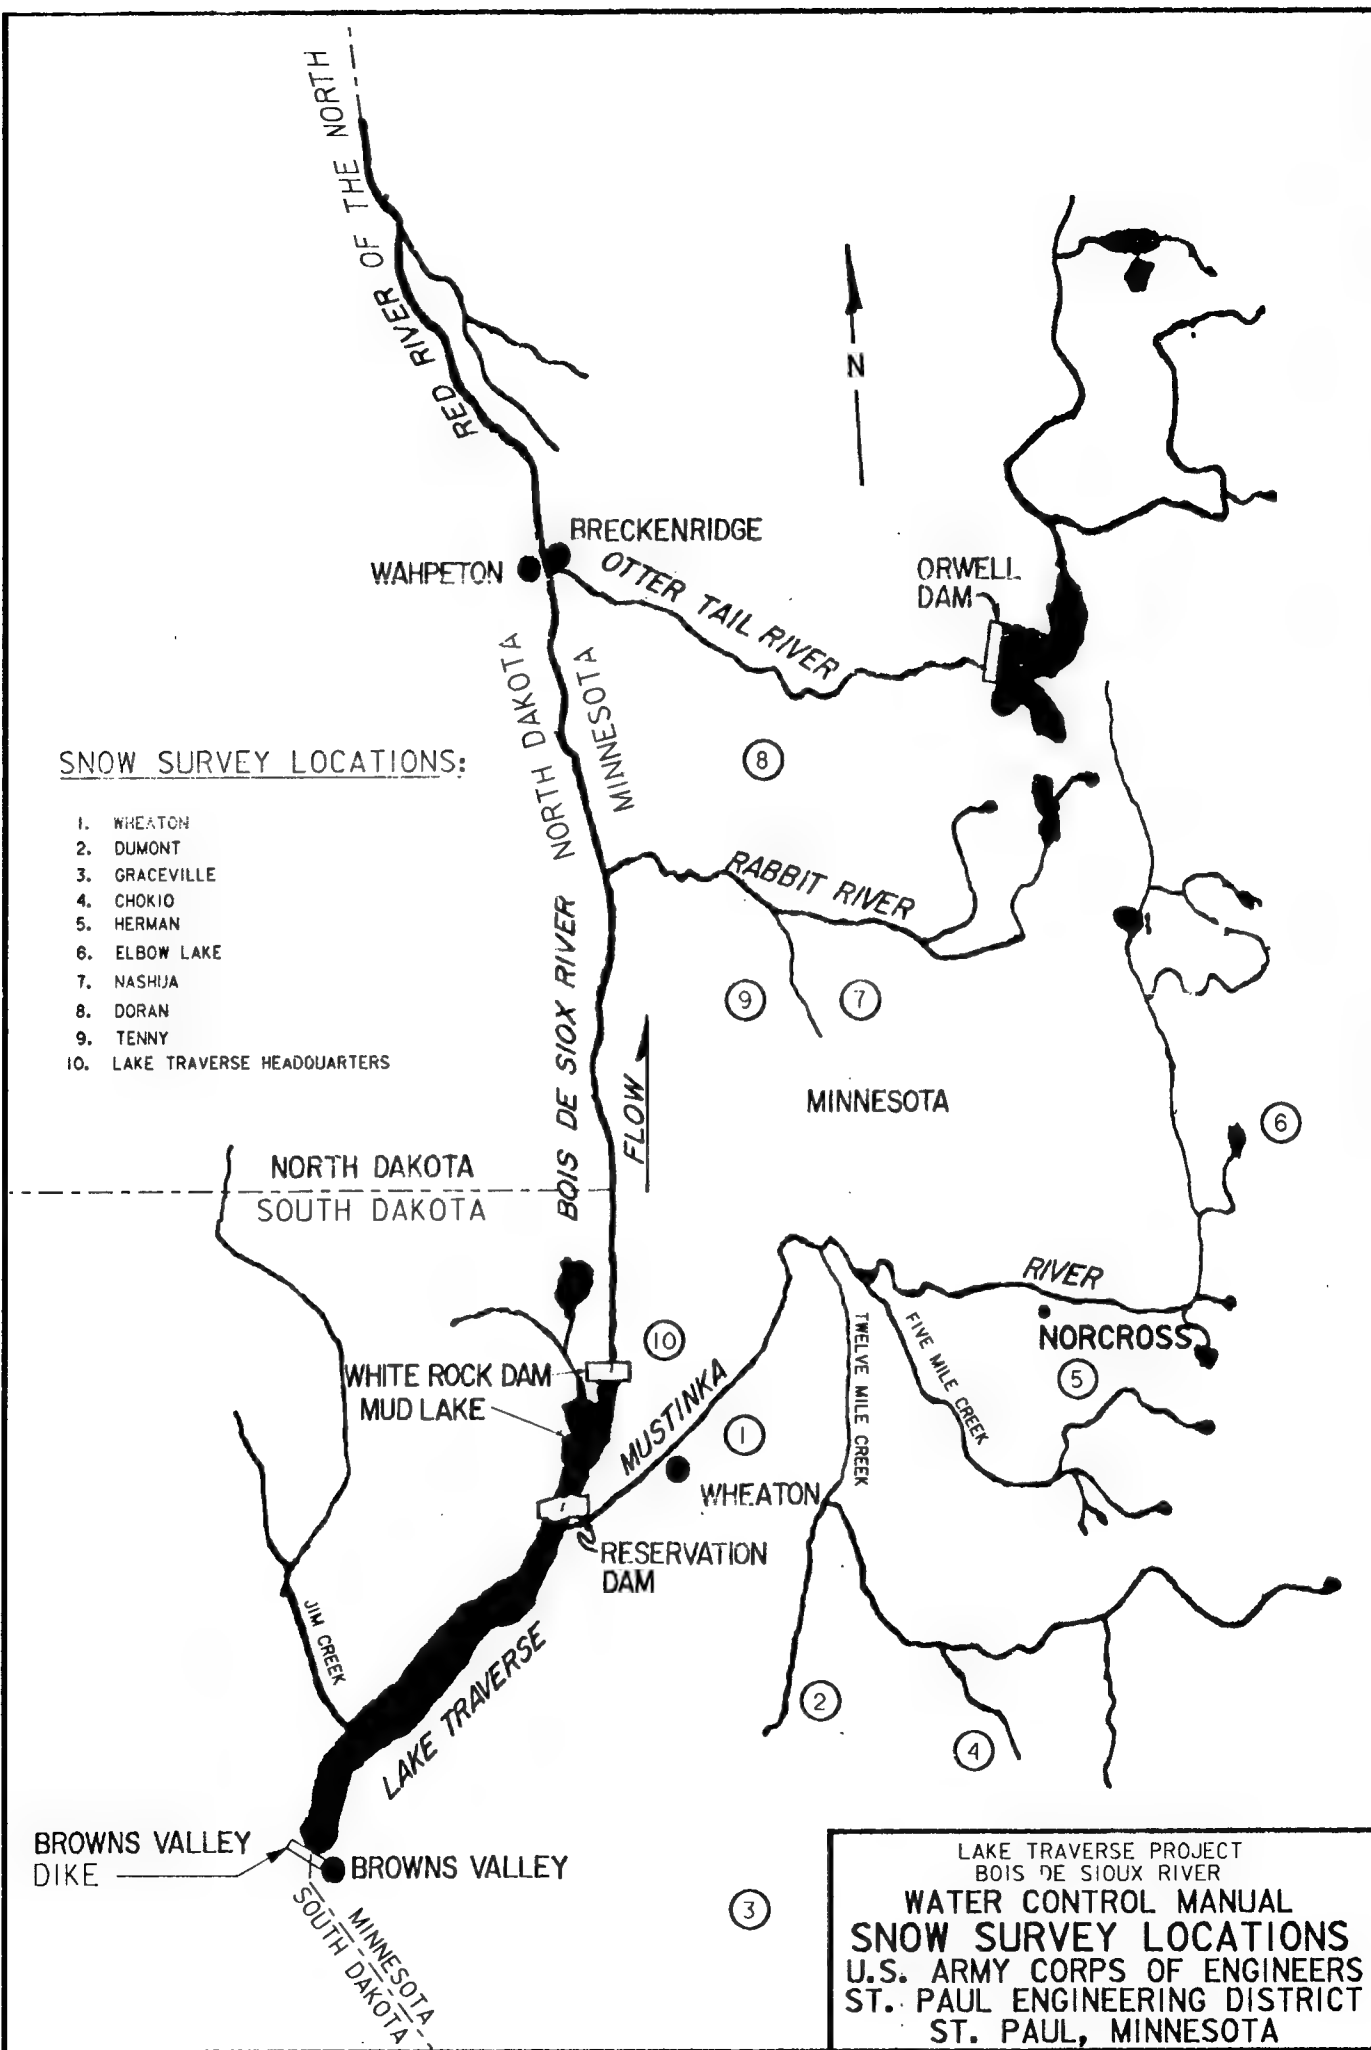 RED RIVER OF THE NORTH
N
BRECKENRIDGE
WAHPETON
OTTER TAIL RIVER
ORWELL
DAM
NORTH DAKOTA
MINNESOTA
8
SNOW SURVEY LOCATIONS:
1. WHEATON
2. DUMONT
3. GRACEVILLE
4. CHOKIO
5. HERMAN
6. ELBOW LAKE
7. NASHUA
8. DORAN
9. TENNY
10. LAKE TRAVERSE HEADQUARTERS
RABBIT RIVER
BOIS DE SIOX RIVER
9
7
FLOW
MINNESOTA
6
NORTH DAKOTA
SOUTH DAKOTA
RIVER
NORCROSS
10
TWELVE MILE CREEK
FIVE MILE CREEK
5
WHITE ROCK DAM
MUD LAKE
MUSTINKA
1
WHEATON
RESERVATION
DAM
JIM CREEK
LAKE TRAVERSE
2
4
BROWNS VALLEY
DIKE
BROWNS VALLEY
3
MINNESOTA
SOUTH DAKOTA
LAKE TRAVERSE PROJECT
BOIS DE SIOUX RIVER
WATER CONTROL MANUAL
SNOW SURVEY LOCATIONS
U.S. ARMY CORPS OF ENGINEERS
ST. PAUL ENGINEERING DISTRICT
ST. PAUL, MINNESOTA